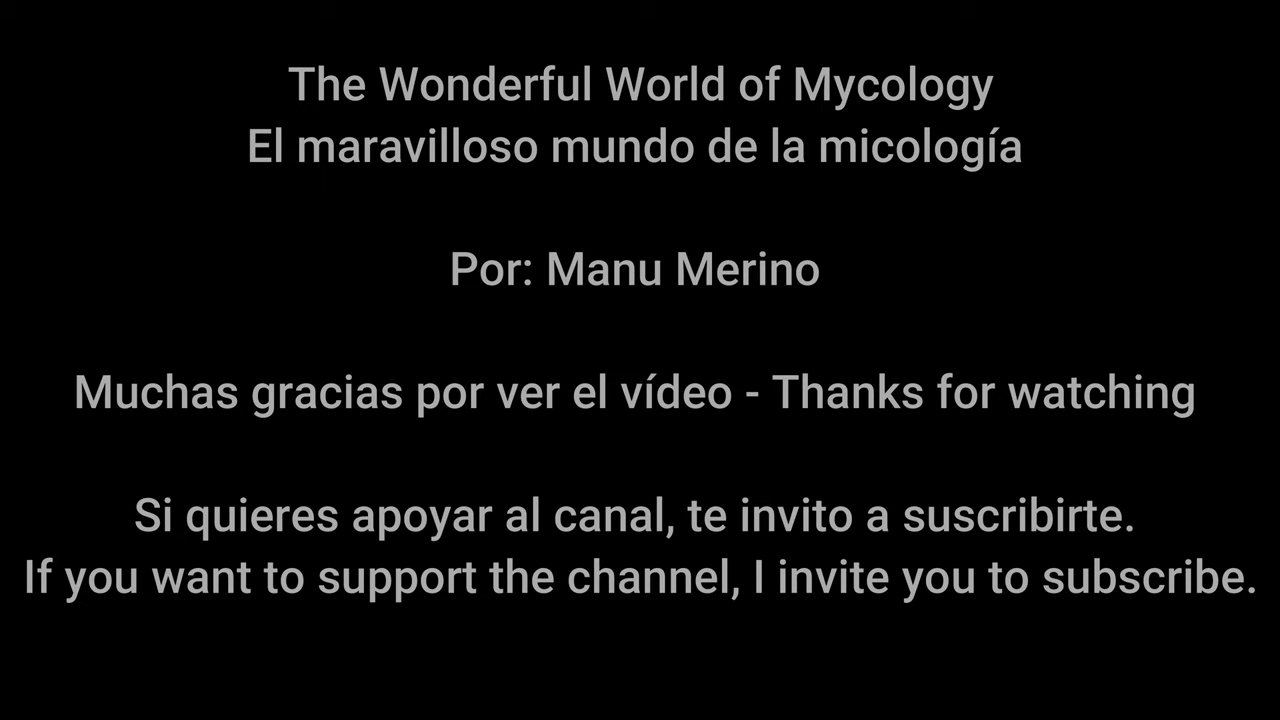 The Wonderful World of Mycology
El maravilloso mundo de la micología
Por: Manu Merino
Muchas gracias por ver el vídeo - Thanks for watching
Si quieres apoyar al canal, te invito a suscribirte.
If you want to support the channel, I invite you to subscribe.